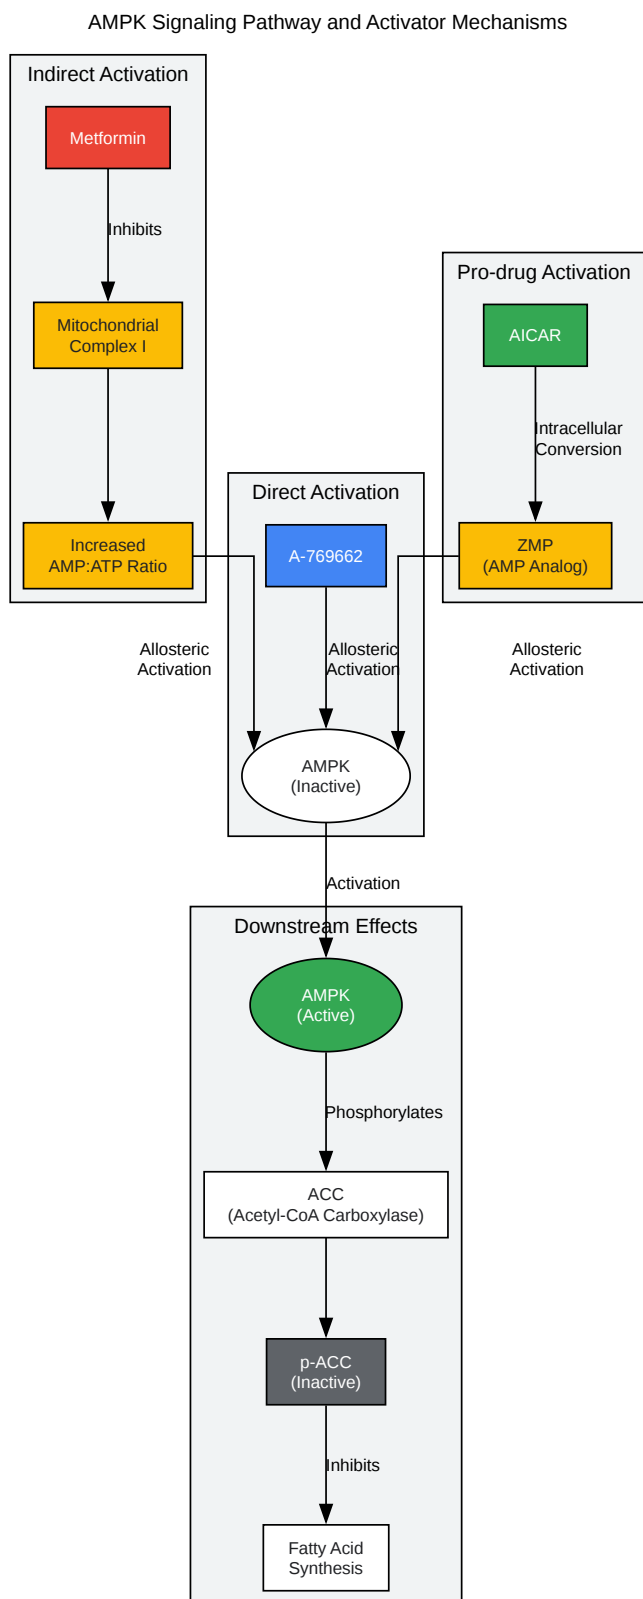 AMPK Signaling Pathway and Activator Mechanisms
Indirect Activation
Metformin
Inhibits
Mitochondrial
Complex I
Increased
AMP:ATP Ratio
Allosteric
Activation
Direct Activation
A-769662
Allosteric
Activation
AMPK
(Inactive)
Pro-drug Activation
AICAR
Intracellular
Conversion
ZMP
(AMP Analog)
Allosteric
Activation
Activation
Downstream Effects
AMPK
(Active)
Phosphorylates
ACC
(Acetyl-CoA Carboxylase)
p-ACC
(Inactive)
Inhibits
Fatty Acid
Synthesis